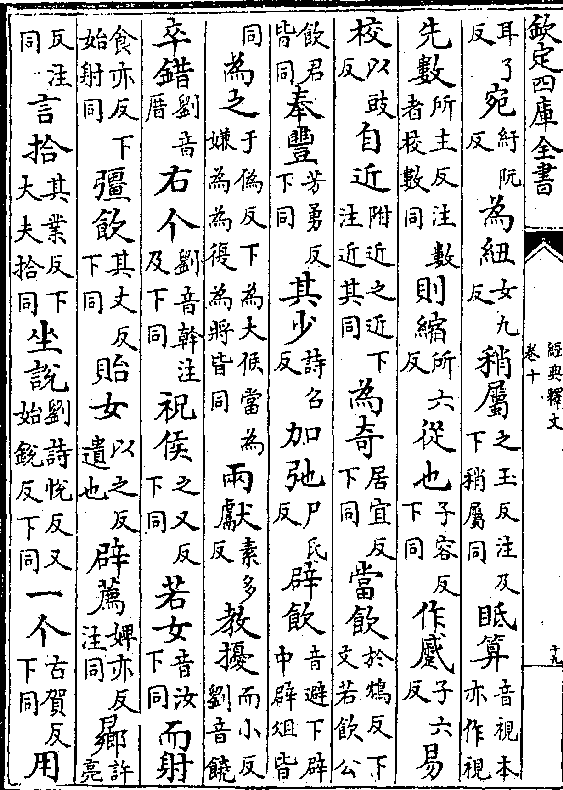 欽定四庫全書
經典釋文
卷十
十九
耳了反宛紆阮反為紐女九反稍屬之玉反注及下稍屬同眂算音視本亦作視
先數所主反注數者校數同則縮所六反從也子容反下同作蹙子六反易
校以豉反自近附近之近下注近其同為奇居宜反下同當飲於鴆反下文若飲公
飲君皆同奉豐芳勇反下同其少詩召反加弛尸氏反辟飲音避下辟中辟俎皆
同為之于偽反下為大侯當為嫌為為復為將皆同兩獻素多反教擾而小反劉音饒
卒錯劉音厝右个劉音幹注及下同祝侯之又反下同若女音汝下同而射
食亦反下始射同彊飲其丈反下同貽女以之反遺也辟薦婢亦反注同曏許亮
反注同言拾其業反下大夫拾同坐說劉詩悅反又始銳反下同一个古賀反下同用